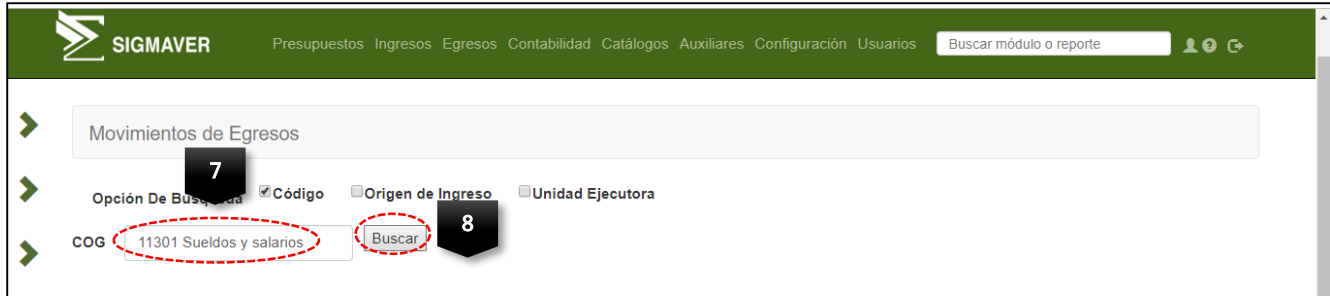 SIGMAVER Presupuestos Ingresos Egresos Contabilidad Catálogos Auxiliares Configuración Usuarios Buscar módulo o reporte
Movimientos de Egresos
7
Opción De Búsqueda Código Origen de Ingreso Unidad Ejecutora
COG 11301 Sueldos y salarios Buscar 8